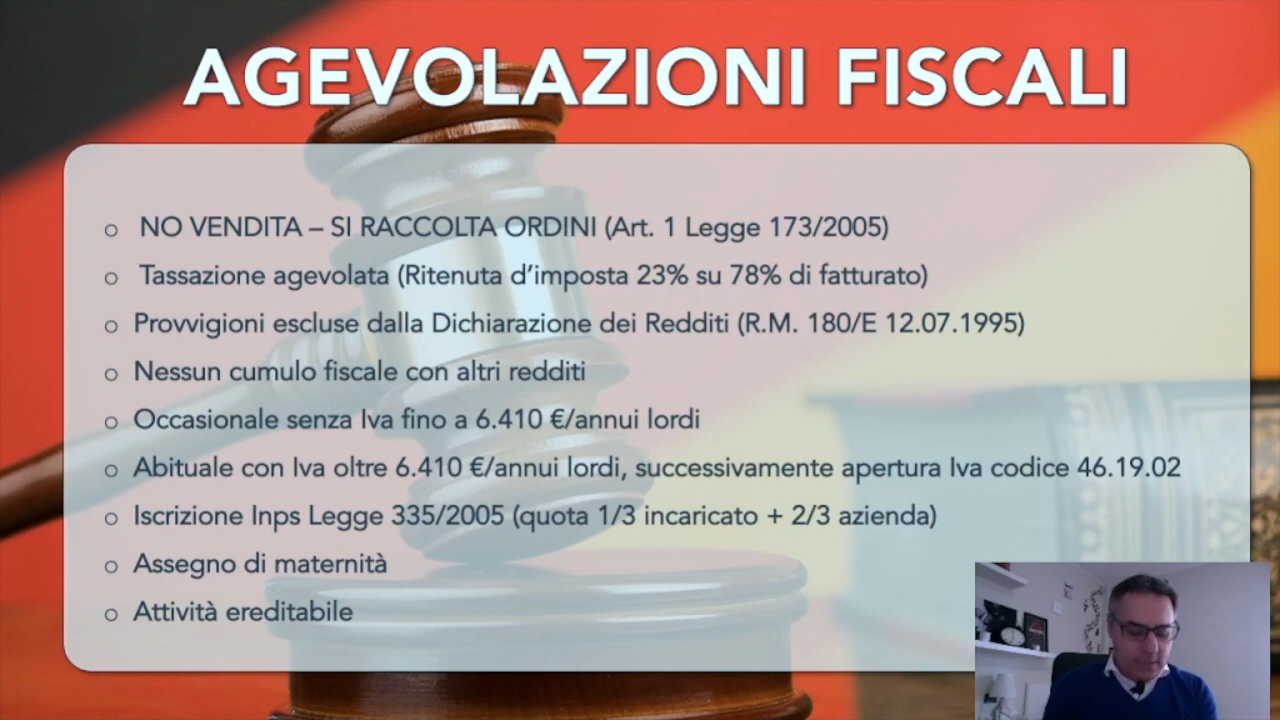 AGEVOLAZIONI FISCALI
NO VENDITA – SI RACCOLTA ORDINI (Art. 1 Legge 173/2005)
Tassazione agevolata (Ritenuta d'imposta 23% su 78% di fatturato)
Provvigioni escluse dalla Dichiarazione dei Redditi (R.M. 180/E 12.07.1995)
Nessun cumulo fiscale con altri redditi
Occasionale senza Iva fino a 6.410 €/annui lordi
Abituale con Iva oltre 6.410 €/annui lordi, successivamente apertura Iva codice 46.19.02
Iscrizione Inps Legge 335/2005 (quota 1/3 incaricato + 2/3 azienda)
Assegno di maternità
Attività ereditabile